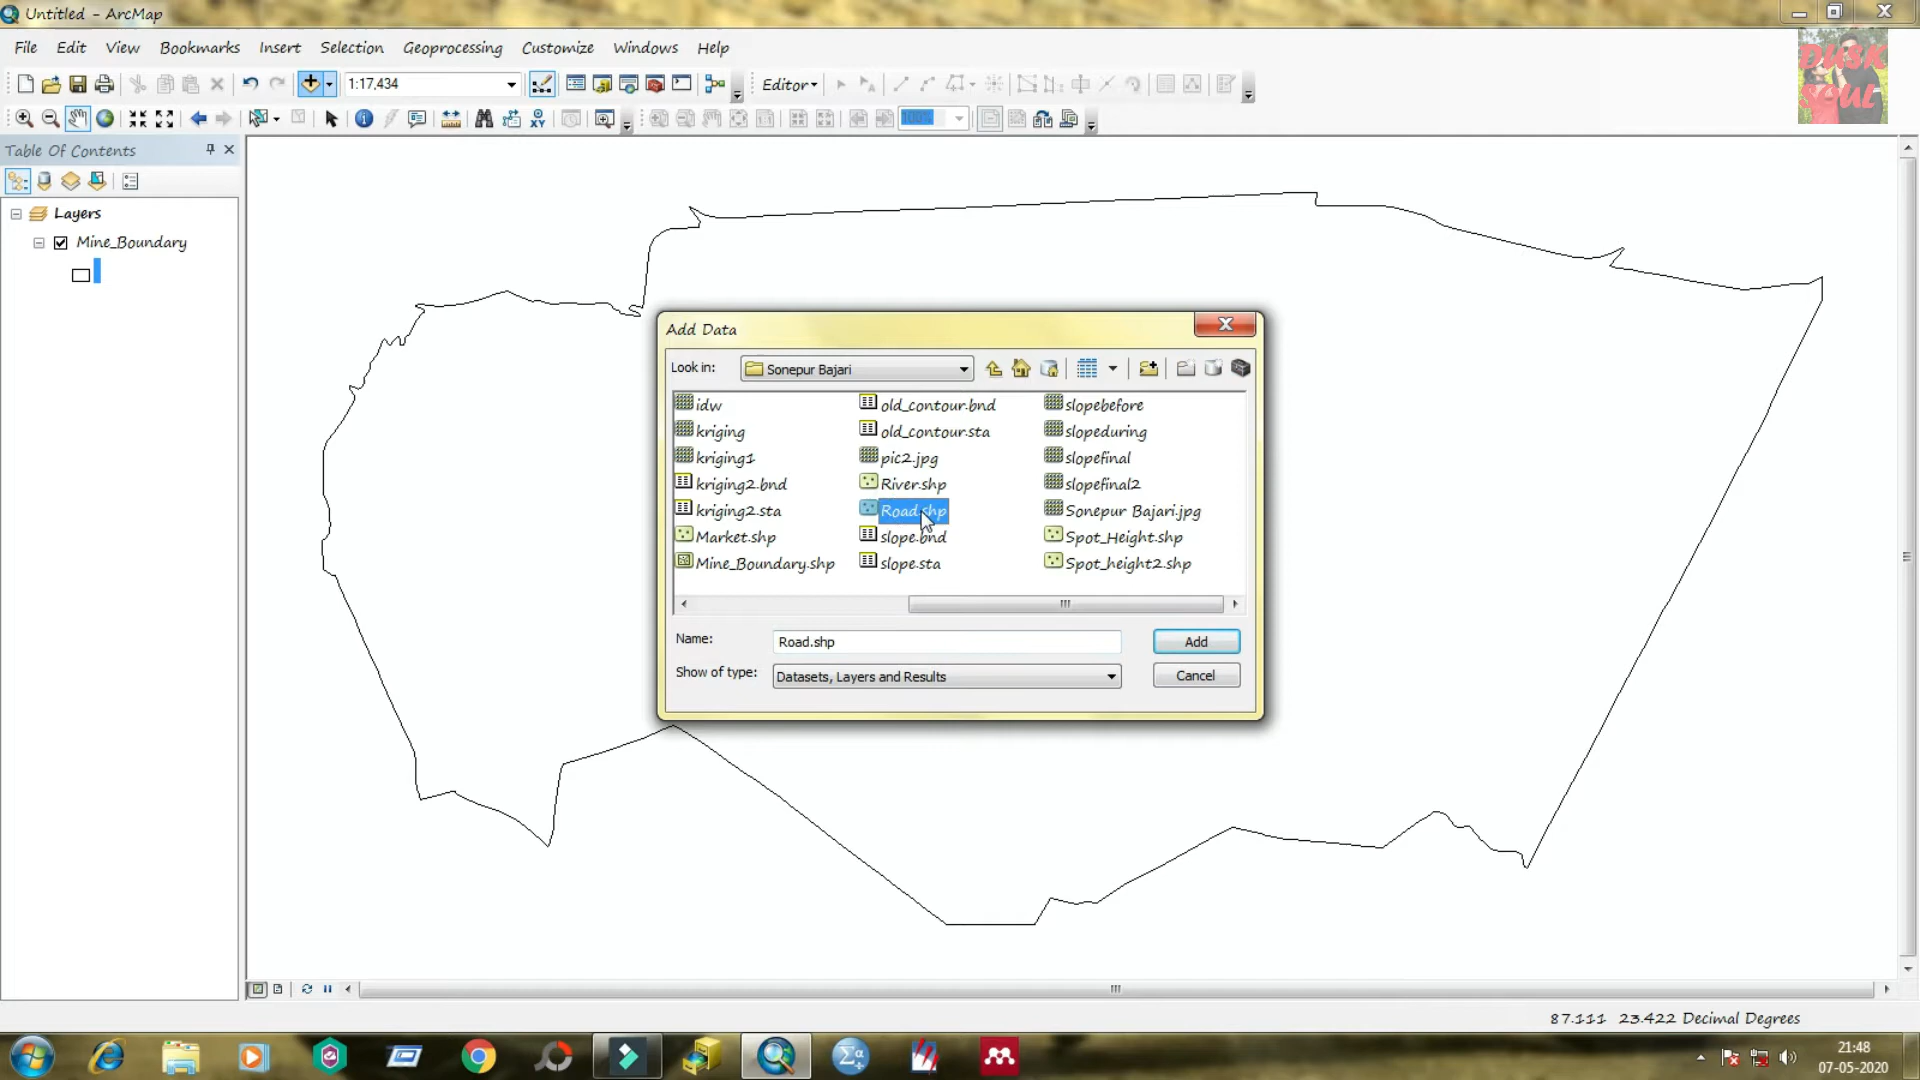 Untitled - ArcMap
File Edit View Bookmarks Insert Selection Geoprocessing Customize Windows Help
DUSK SOUL
1:17,434 Editor
100%
Table Of Contents
Layers
Mine_Boundary
Add Data
Look in: Sonepur Bajari
idw
kriging
kriging1
kriging2.bnd
kriging2.sta
Market.shp
Mine_Boundary.shp
old_contour.bnd
old_contour.sta
pic2.jpg
River.shp
Road.shp
slope.bnd
slope.sta
slopebefore
slopeduring
slopefinal
slopefinal2
Sonepur Bajari.jpg
Spot_Height.shp
Spot_height2.shp
Name: Road.shp Add
Show of type: Datasets, Layers and Results Cancel
87.111 23.422 Decimal Degrees
21:48
07-05-2020